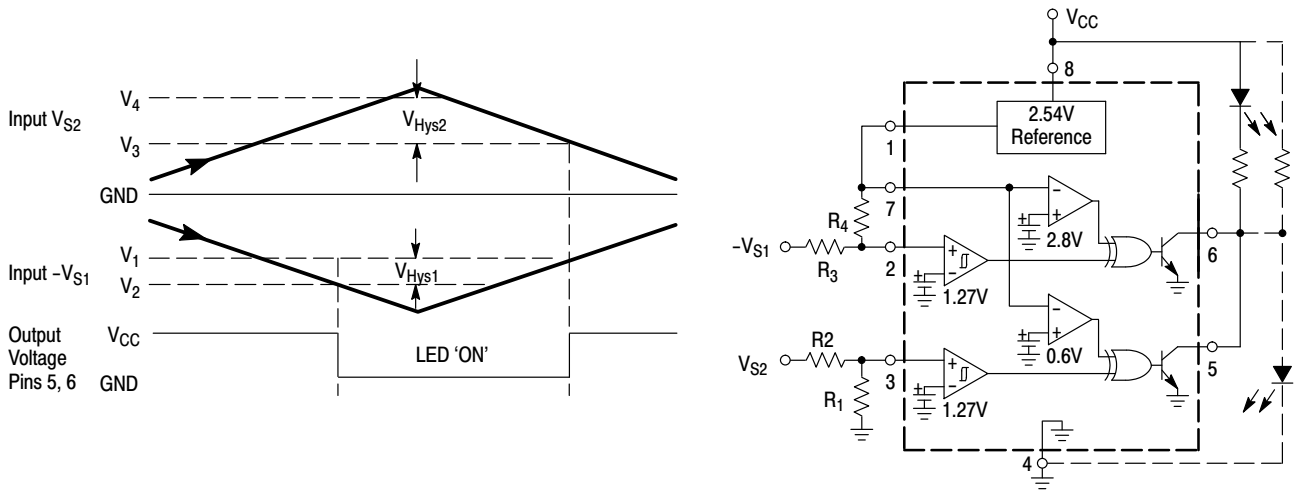 Input VS2
V4
V3
VHys2
GND
Input –VS1
V1
V2
VHys1
Output
Voltage
Pins 5, 6
VCC
GND
LED ‘ON’
VCC
8
2.54V
Reference
1
7
R4
–
+
2.8V
–VS1
R3
2
+
–
1.27V
6
–
+
0.6V
VS2
R2
3
R1
+
–
1.27V
5
4
+
+
+
+